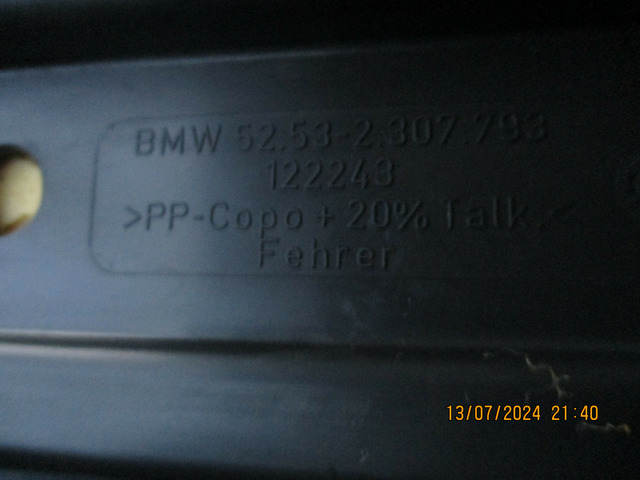 BMW 52.53-2.307.793
122243
>PP-Copo + 20% Talk.<
Fehrer
13/07/2024 21:40